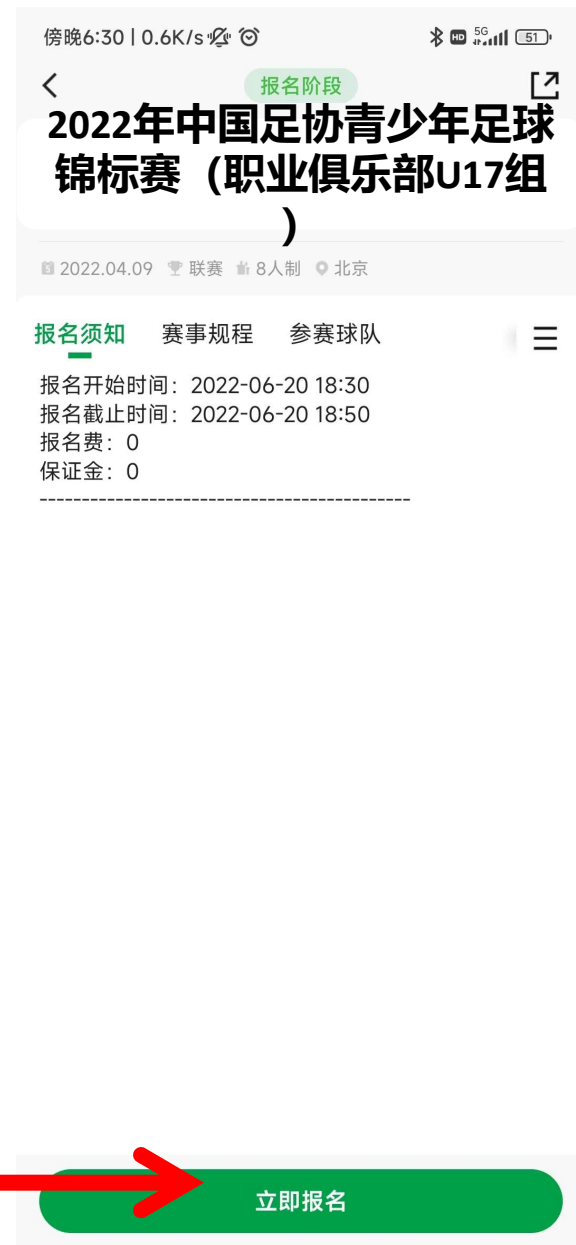 傍晚6:30 | 0.6K/s
HD 5G 51
报名阶段
2022年中国足协青少年足球
锦标赛（职业俱乐部U17组
）
2022.04.09 联赛 8人制 北京
报名须知 赛事规程 参赛球队
报名开始时间：2022-06-20 18:30
报名截止时间：2022-06-20 18:50
报名费：0
保证金：0
--------------------------------------------
立即报名